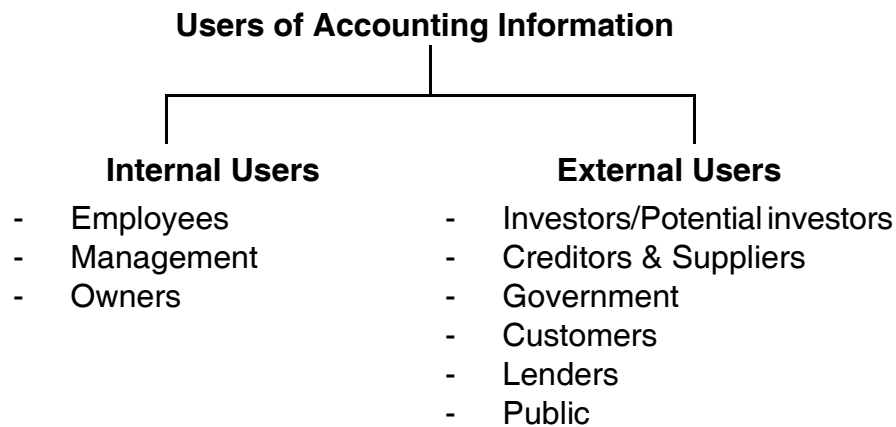 Users of Accounting Information
Internal Users
- Employees
- Management
- Owners
External Users
- Investors/Potential investors
- Creditors & Suppliers
- Government
- Customers
- Lenders
- Public